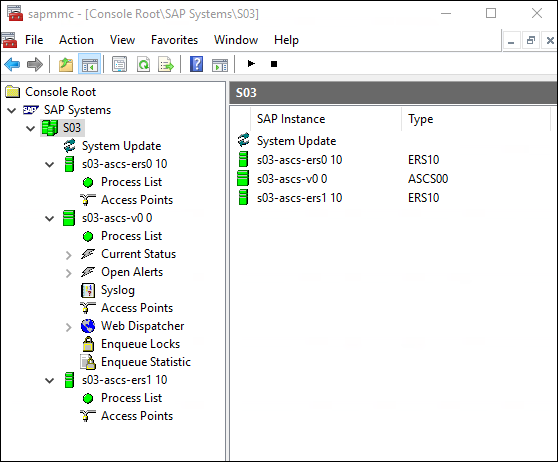 sapmmc - [Console Root\SAP Systems\S03]
File Action View Favorites Window Help
Console Root
SAP SAP Systems
S03
System Update
s03-ascs-ers0 10
Process List
Access Points
s03-ascs-v0 0
Process List
Current Status
Open Alerts
Syslog
Access Points
Web Dispatcher
Enqueue Locks
Enqueue Statistic
s03-ascs-ers1 10
Process List
Access Points
S03
SAP Instance Type
System Update
s03-ascs-ers0 10 ERS10
s03-ascs-v0 0 ASCS00
s03-ascs-ers1 10 ERS10